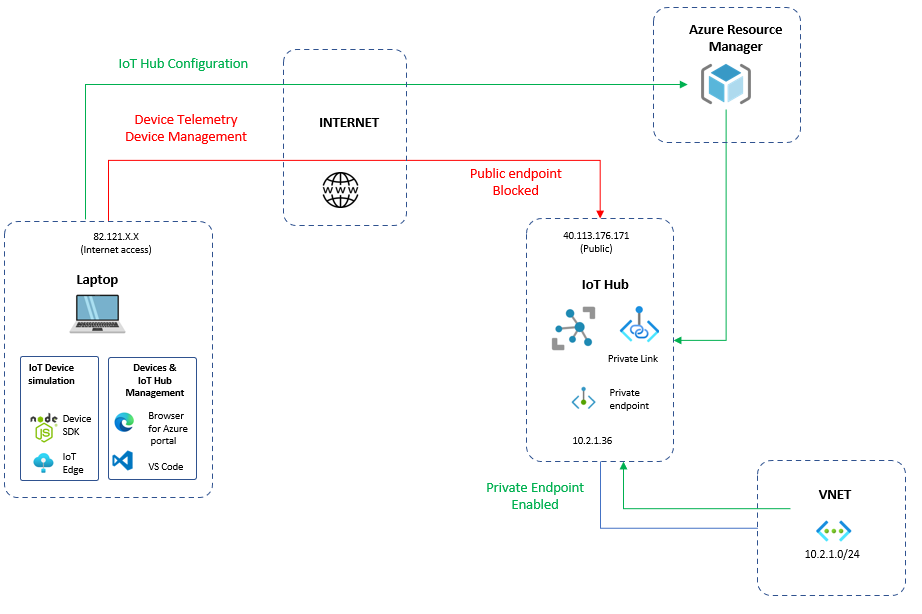 Azure Resource
Manager
IoT Hub Configuration
INTERNET
Device Telemetry
Device Management
WWW
Public endpoint
Blocked
82.121.X.X
(Internet access)
Laptop
IoT Device
simulation
node
JS
Device
SDK
IoT
Edge
Devices &
IoT Hub
Management
Browser
for Azure
portal
VS Code
40.113.176.171
(Public)
IoT Hub
Private Link
Private
endpoint
10.2.1.36
Private Endpoint
Enabled
VNET
10.2.1.0/24